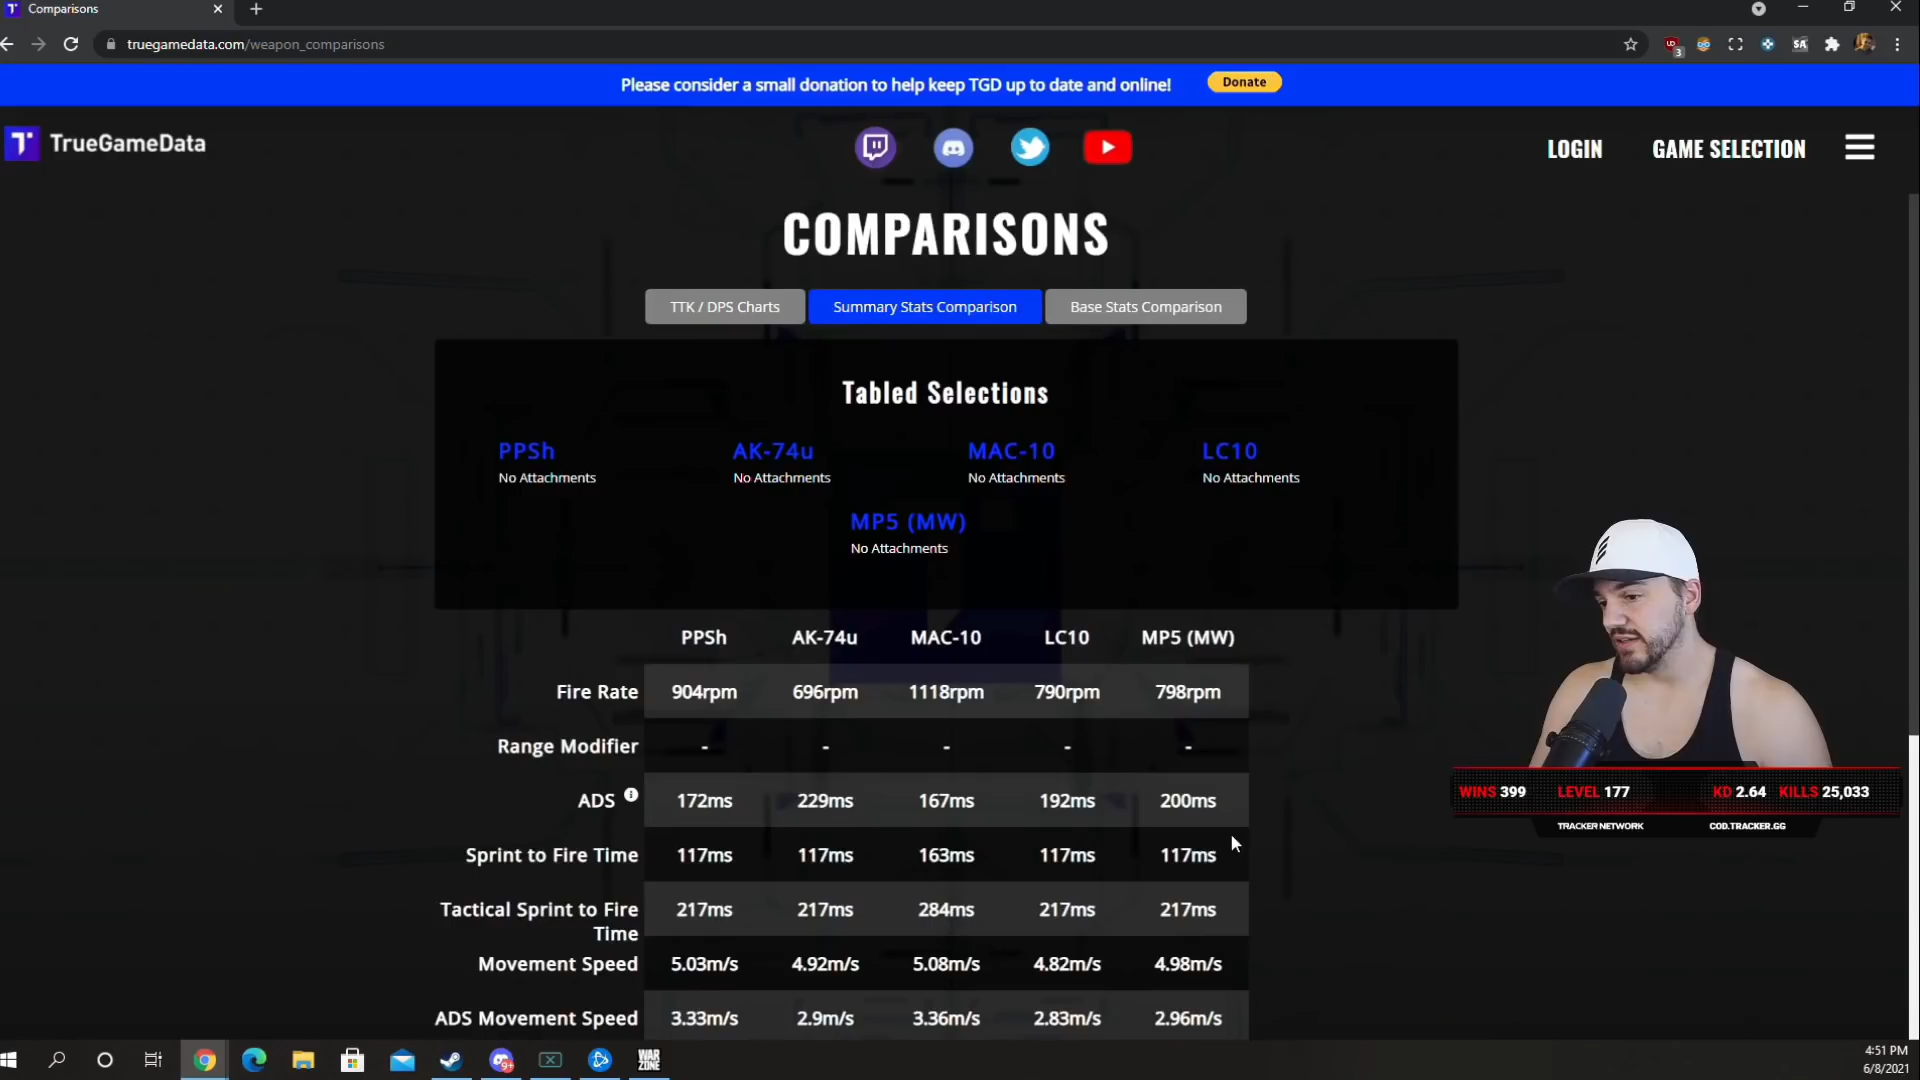 Comparisons
truegamedata.com/weapon_comparisons
3
SA
Please consider a small donation to help keep TGD up to date and online!
Donate
TrueGameData
LOGIN
GAME SELECTION
COMPARISONS
TTK / DPS Charts
Summary Stats Comparison
Base Stats Comparison
Tabled Selections
PPSh
AK-74u
MAC-10
LC10
No Attachments
No Attachments
No Attachments
No Attachments
MP5 (MW)
No Attachments
PPSh AK-74u MAC-10 LC10 MP5 (MW)
Fire Rate 904rpm 696rpm 1118rpm 790rpm 798rpm
Range Modifier - - - - -
ADS 172ms 229ms 167ms 192ms 200ms
Sprint to Fire Time 117ms 117ms 163ms 117ms 117ms
Tactical Sprint to Fire Time 217ms 217ms 284ms 217ms 217ms
Movement Speed 5.03m/s 4.92m/s 5.08m/s 4.82m/s 4.98m/s
ADS Movement Speed 3.33m/s 2.9m/s 3.36m/s 2.83m/s 2.96m/s
WINS 399 LEVEL 177 KD 2.64 KILLS 25,033
TRACKER NETWORK COD.TRACKER.GG
9+
WAR
ZONE
4:51 PM
6/8/2021